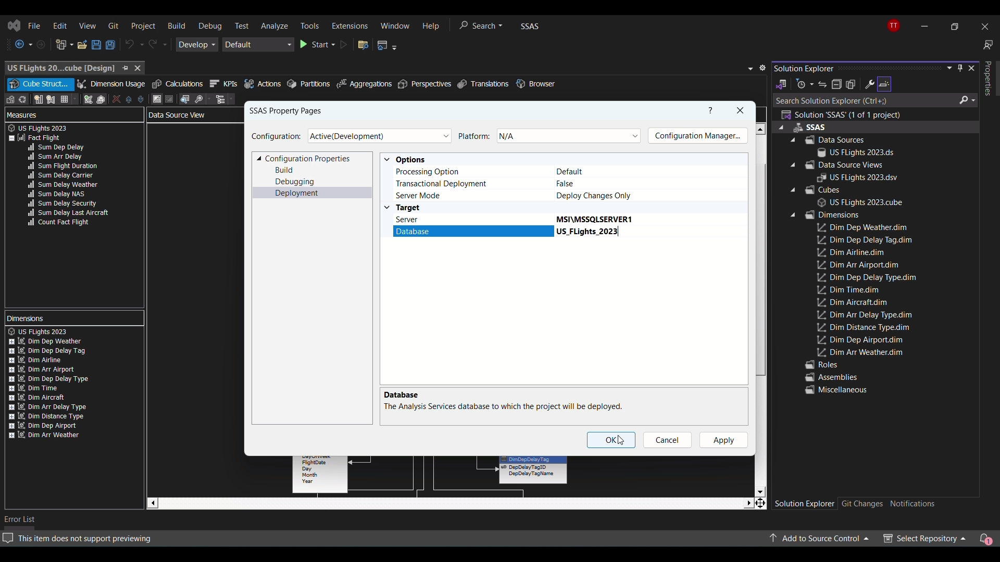 File Edit View Git Project Build Debug Test Analyze Tools Extensions Window Help Search SSAS TT
Develop Default Start
US FLights 20...cube [Design]
Cube Struct... Dimension Usage Calculations KPIs Actions Partitions Aggregations Perspectives Translations Browser
Measures
US FLights 2023
Fact Flight
Sum Dep Delay
Sum Arr Delay
Sum Flight Duration
Sum Delay Carrier
Sum Delay Weather
Sum Delay NAS
Sum Delay Security
Sum Delay Last Aircraft
Count Fact Flight
Dimensions
US FLights 2023
Dim Dep Weather
Dim Dep Delay Tag
Dim Airline
Dim Arr Airport
Dim Dep Delay Type
Dim Time
Dim Aircraft
Dim Arr Delay Type
Dim Distance Type
Dim Dep Airport
Dim Arr Weather
Data Source View
SSAS Property Pages ?
Configuration: Active(Development) Platform: N/A Configuration Manager...
Configuration Properties
Build
Debugging
Deployment
Options
Processing Option Default
Transactional Deployment False
Server Mode Deploy Changes Only
Target
Server MSI\MSSQLSERVER1
Database US_FLights_2023
Database
The Analysis Services database to which the project will be deployed.
OK Cancel Apply
DayOfWeek
FlightDate
Day
Month
Year
DimDepDelayTag
DepDelayTagID
DepDelayTagName
Solution Explorer
Search Solution Explorer (Ctrl+;)
Solution 'SSAS' (1 of 1 project)
SSAS
Data Sources
US FLights 2023.ds
Data Source Views
US FLights 2023.dsv
Cubes
US FLights 2023.cube
Dimensions
Dim Dep Weather.dim
Dim Dep Delay Tag.dim
Dim Airline.dim
Dim Arr Airport.dim
Dim Dep Delay Type.dim
Dim Time.dim
Dim Aircraft.dim
Dim Arr Delay Type.dim
Dim Distance Type.dim
Dim Dep Airport.dim
Dim Arr Weather.dim
Roles
Assemblies
Miscellaneous
Solution Explorer Git Changes Notifications
Properties
Error List
This item does not support previewing Add to Source Control Select Repository 1